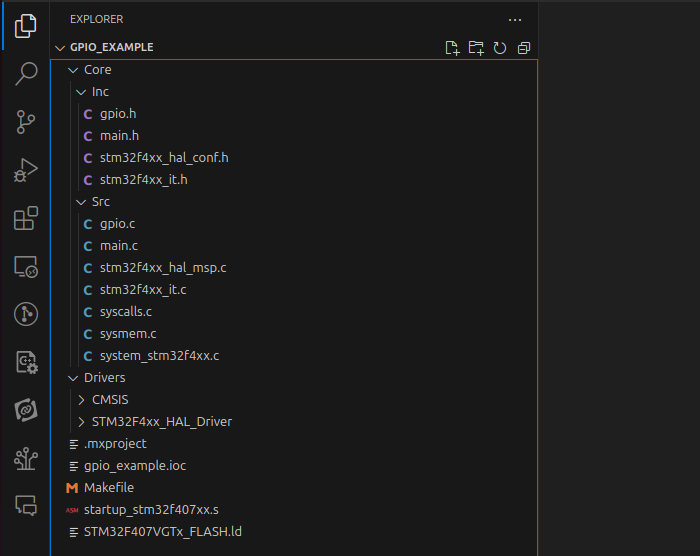 EXPLORER
GPIO_EXAMPLE
Core
Inc
C gpio.h
C main.h
C stm32f4xx_hal_conf.h
C stm32f4xx_it.h
Src
C gpio.c
C main.c
C stm32f4xx_hal_msp.c
C stm32f4xx_it.c
C syscalls.c
C sysmem.c
C system_stm32f4xx.c
Drivers
CMSIS
STM32F4xx_HAL_Driver
.mxproject
gpio_example.ioc
M Makefile
ASM startup_stm32f407xx.s
STM32F407VGTx_FLASH.ld